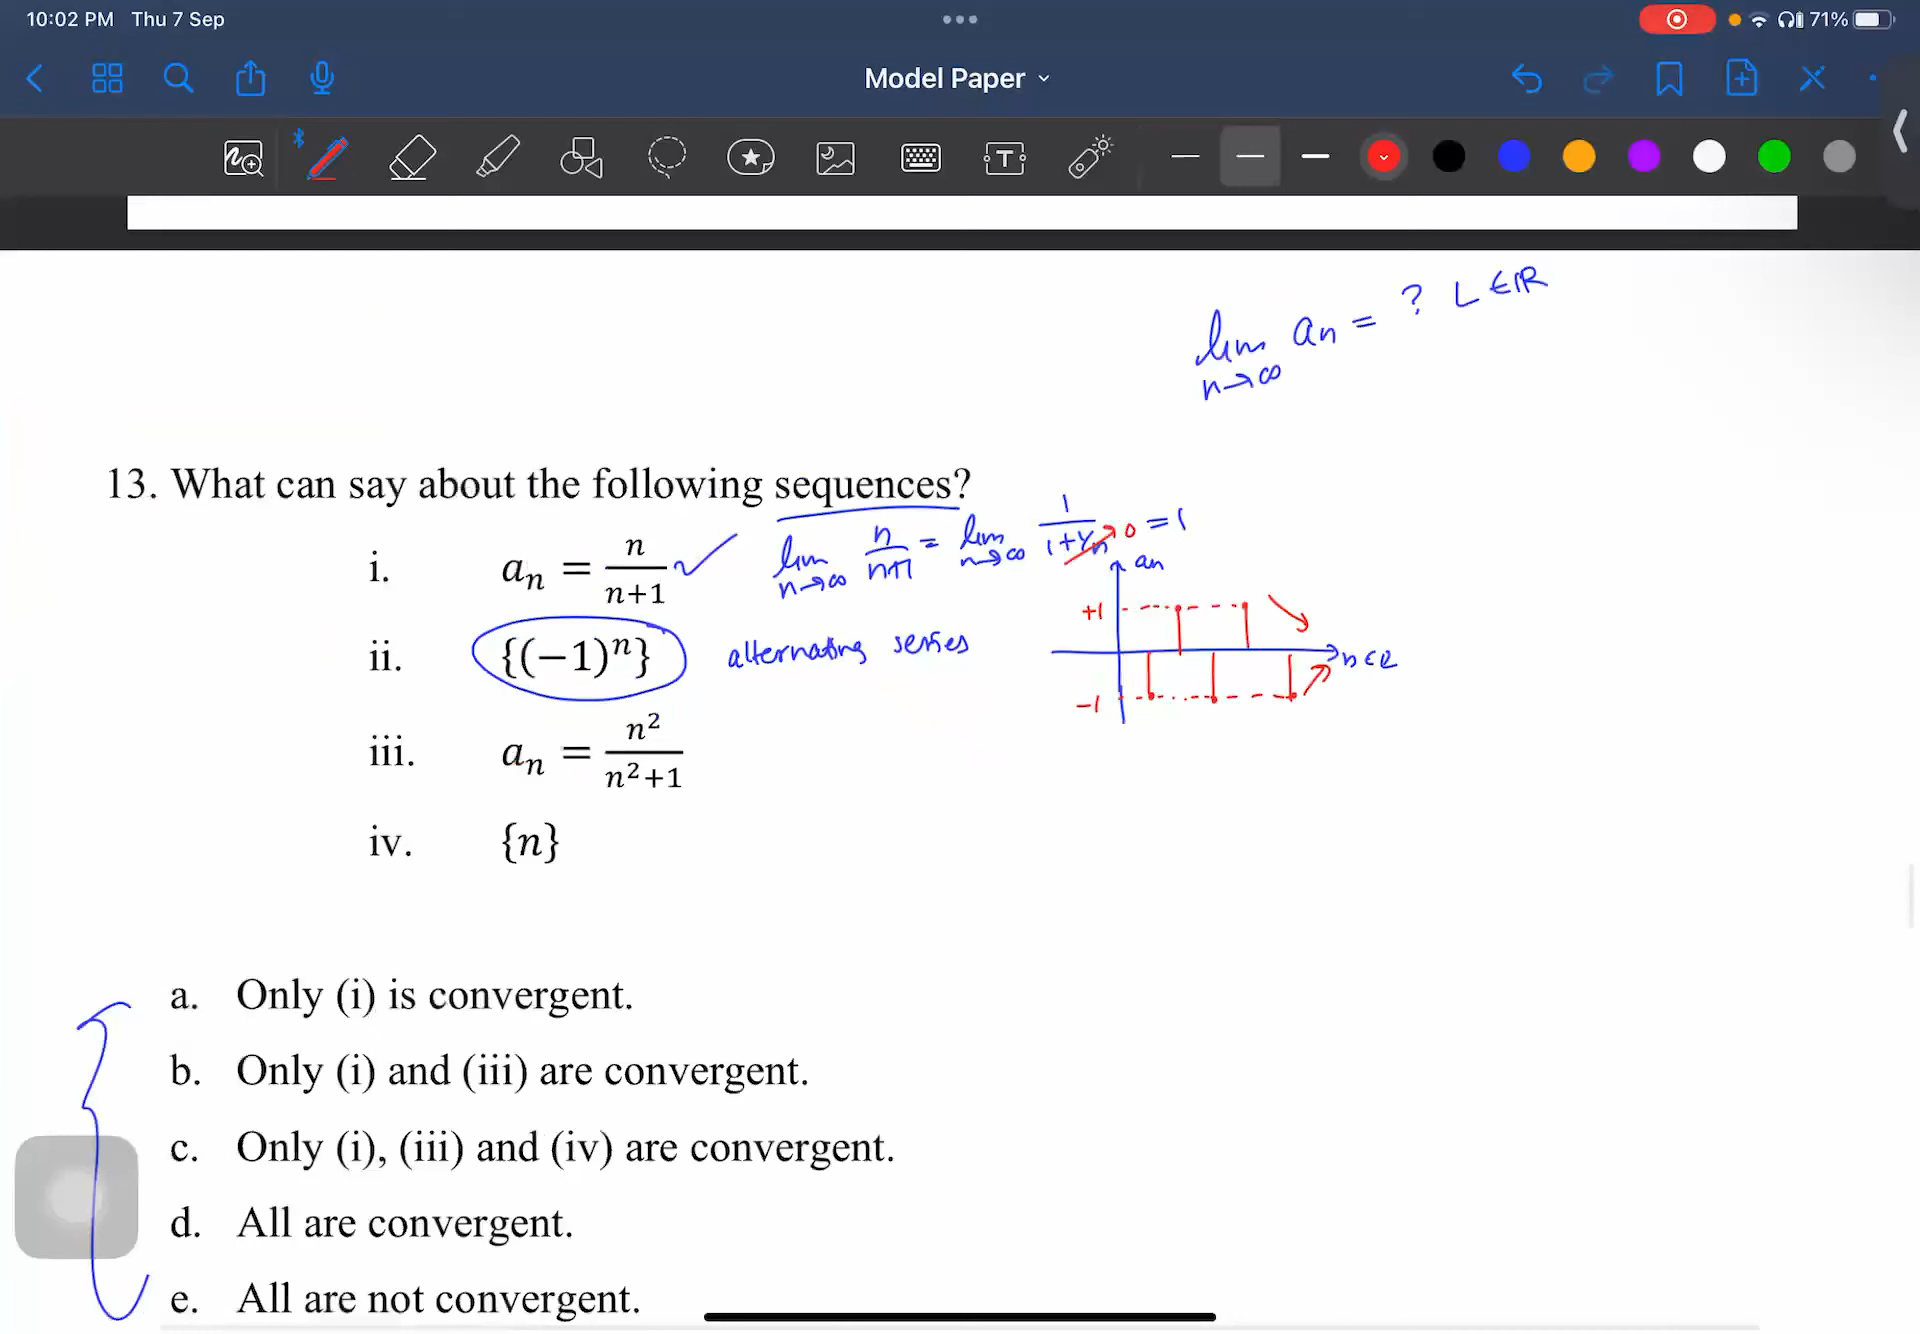 10:02 PM Thu 7 Sep
71%
Model Paper
T
lim n→∞ an = ? L ∈ ℝ
13. What can say about the following sequences?
i. aₙ = n/(n+1) ✓ lim n→∞ n/(n+1) = lim n→∞ 1/(1+1/n) → 0 = 1
an
+1
ii. {(−1)ⁿ} alternating series
-1
iii. aₙ = n²/(n²+1)
iv. {n}
a. Only (i) is convergent.
b. Only (i) and (iii) are convergent.
c. Only (i), (iii) and (iv) are convergent.
d. All are convergent.
e. All are not convergent.